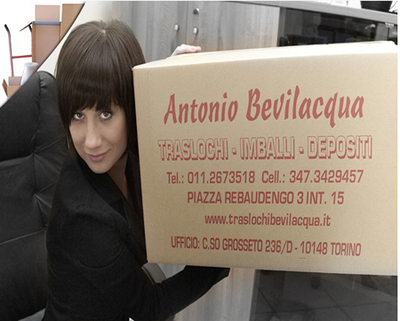 Antonio Bevilacqua
TRASLOCHI - IMBALLI - DEPOSITI
Tel.: 011.2673518 Cell.: 347.3429457
PIAZZA REBAUDENGO 3 INT. 15
www.traslochibevilacqua.it
UFFICIO: C.SO GROSSETO 236/D - 10148 TORINO